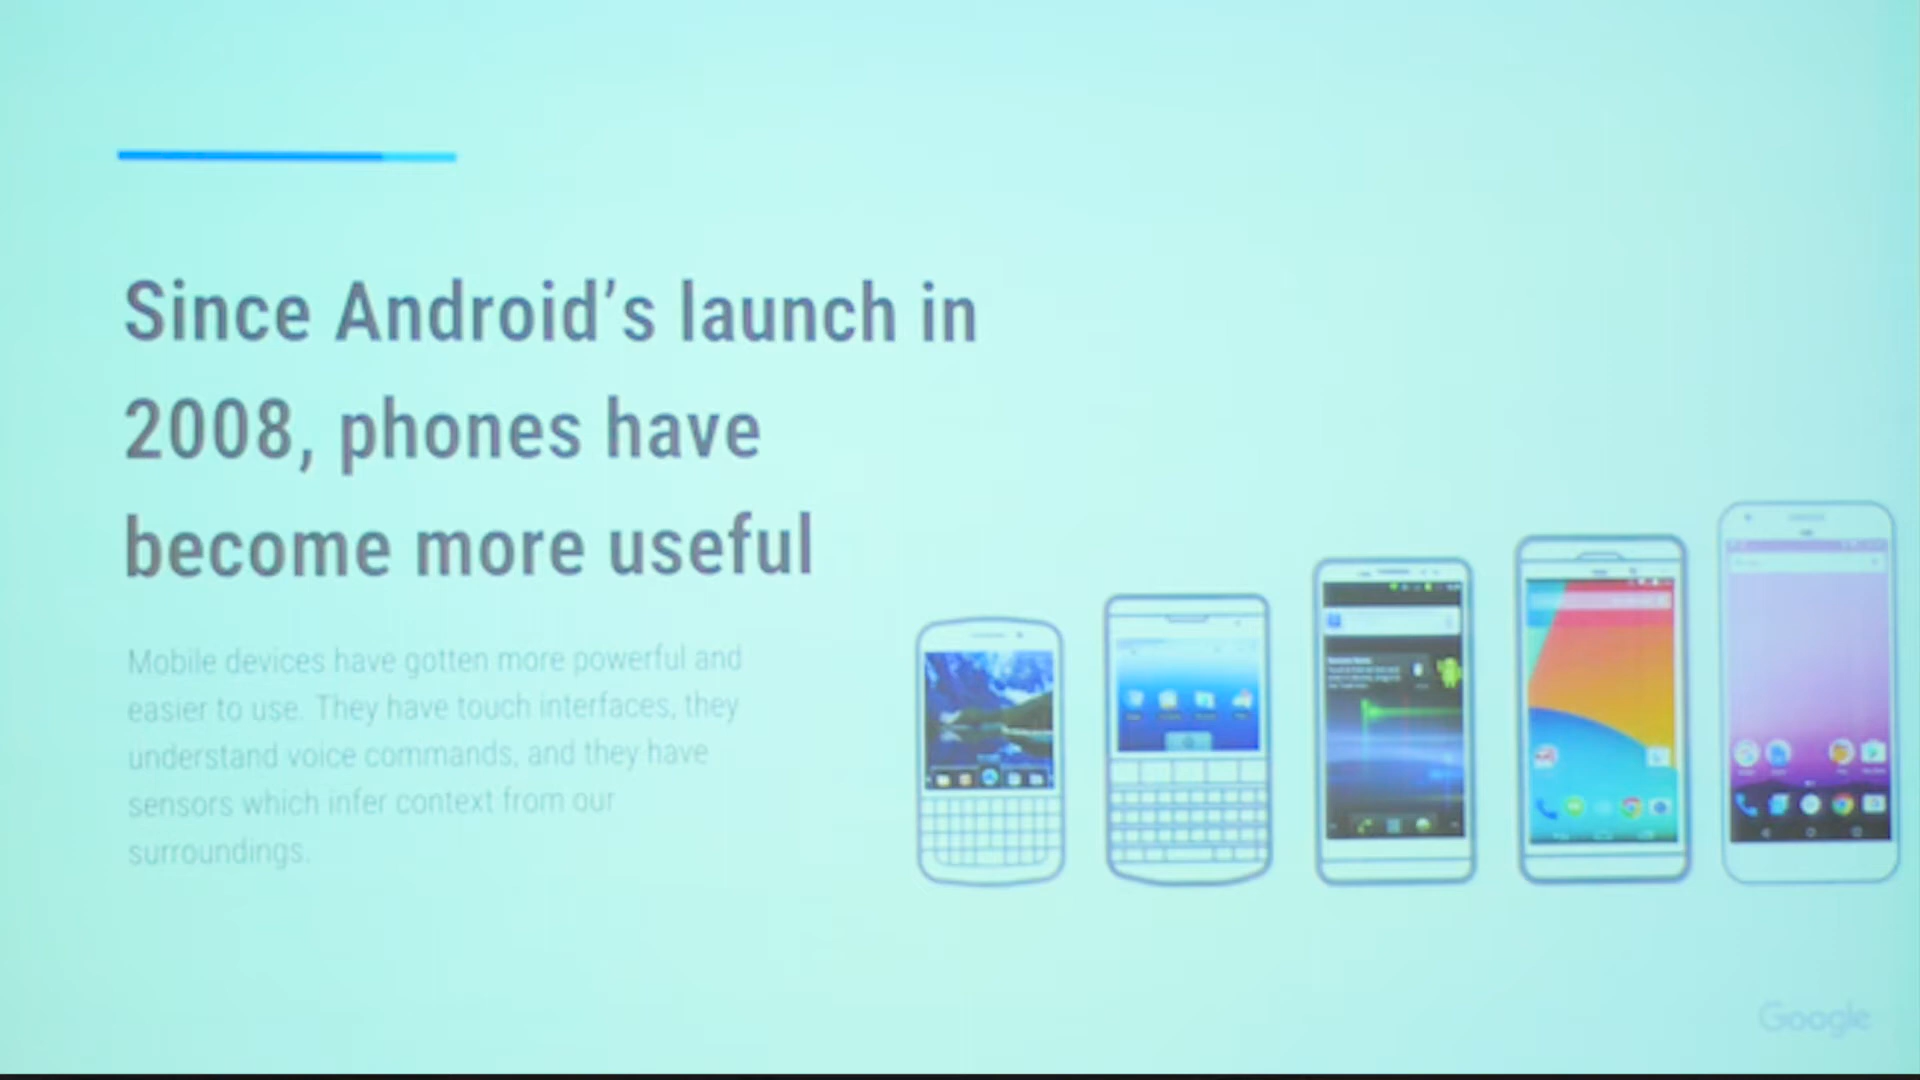 Since Android's launch in
2008, phones have
become more useful
Mobile devices have gotten more powerful and
easier to use. They have touch interfaces, they
understand voice commands, and they have
sensors which infer context from our
surroundings.
Google